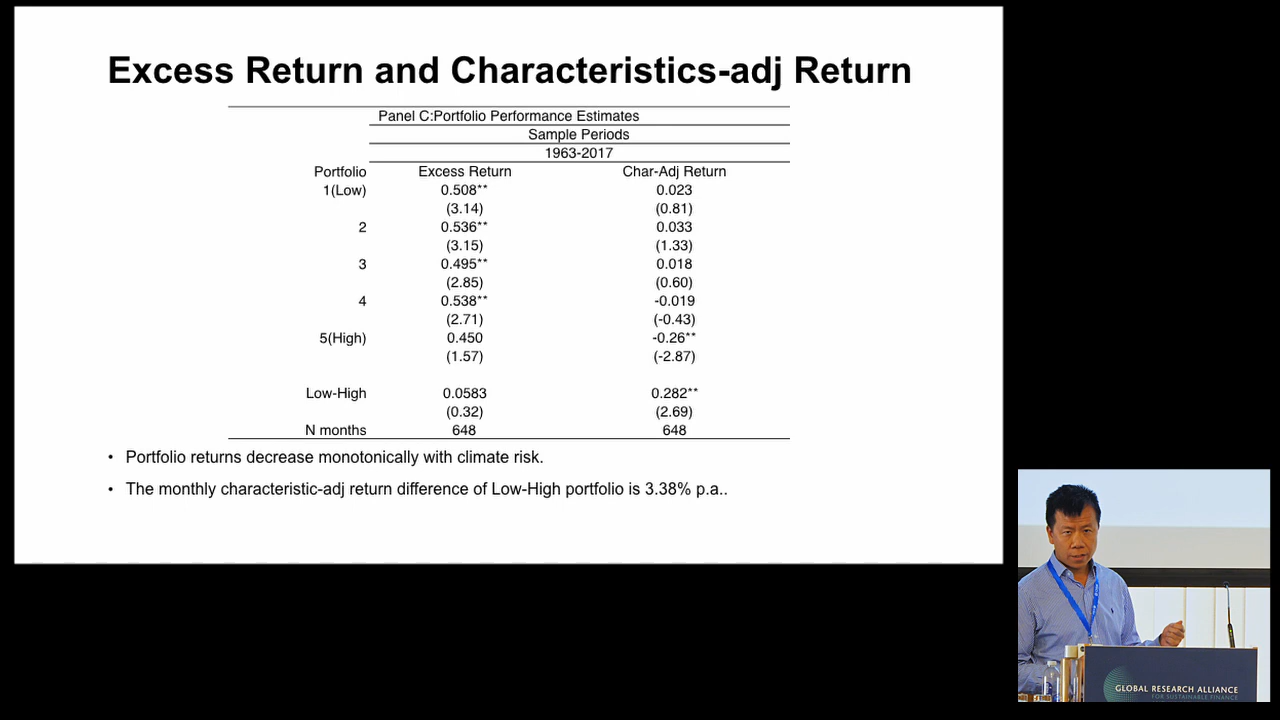 Excess Return and Characteristics-adj Return
Panel C:Portfolio Performance Estimates
Sample Periods
1963-2017
Portfolio Excess Return Char-Adj Return
1(Low) 0.508** 0.023
(3.14) (0.81)
2 0.536** 0.033
(3.15) (1.33)
3 0.495** 0.018
(2.85) (0.60)
4 0.538** -0.019
(2.71) (-0.43)
5(High) 0.450 -0.26**
(1.57) (-2.87)
Low-High 0.0583 0.282**
(0.32) (2.69)
N months 648 648
• Portfolio returns decrease monotonically with climate risk.
• The monthly characteristic-adj return difference of Low-High portfolio is 3.38% p.a..
GLOBAL RESEARCH ALLIANCE
FOR SUSTAINABLE FINANCE